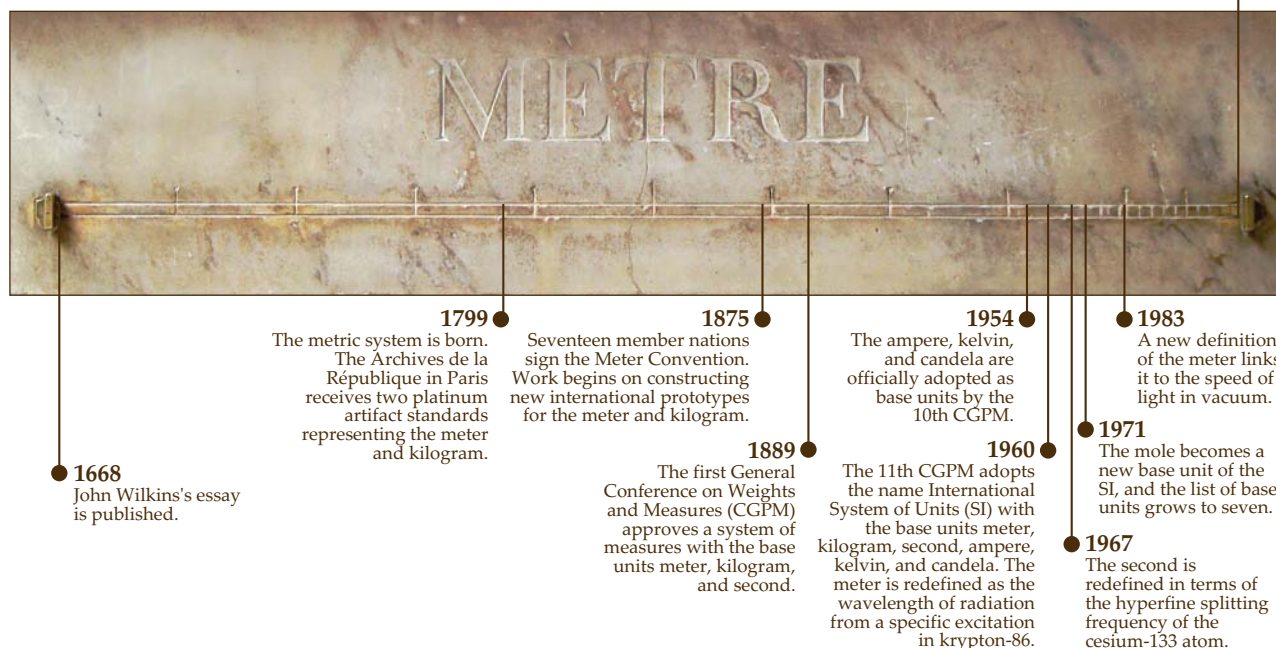 METRE
1668
John Wilkins's essay
is published.
1799
The metric system is born.
The Archives de la
République in Paris
receives two platinum
artifact standards
representing the meter
and kilogram.
1875
Seventeen member nations
sign the Meter Convention.
Work begins on constructing
new international prototypes
for the meter and kilogram.
1889
The first General
Conference on Weights
and Measures (CGPM)
approves a system of
measures with the base
units meter, kilogram,
and second.
1954
The ampere, kelvin,
and candela are
officially adopted as
base units by the
10th CGPM.
1960
The 11th CGPM adopts
the name International
System of Units (SI) with
the base units meter,
kilogram, second, ampere,
kelvin, and candela. The
meter is redefined as the
wavelength of radiation
from a specific excitation
in krypton-86.
1967
The second is
redefined in terms of
the hyperfine splitting
frequency of the
cesium-133 atom.
1971
The mole becomes a
new base unit of the
SI, and the list of base
units grows to seven.
1983
A new definition
of the meter links
it to the speed of
light in vacuum.